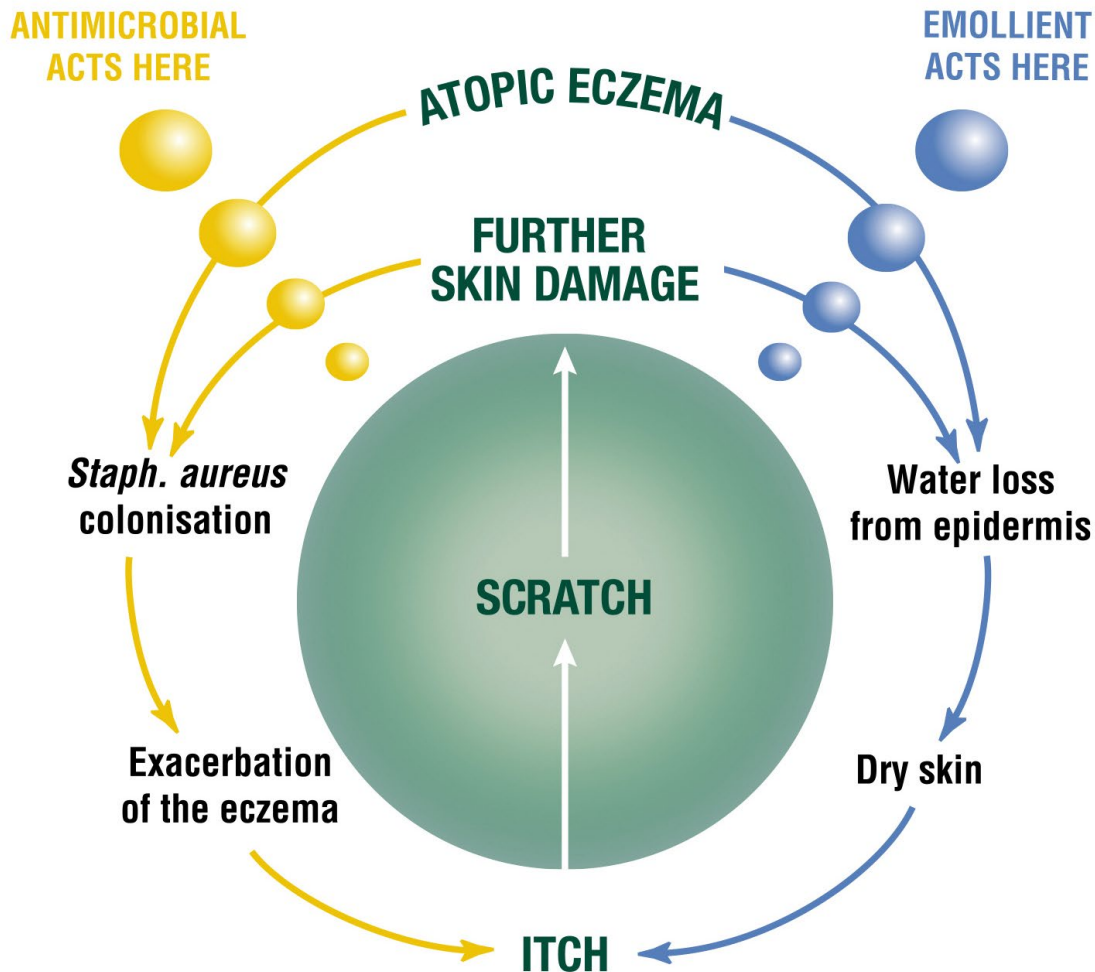 ANTIMICROBIAL
ACTS HERE
EMOLLIENT
ACTS HERE
ATOPIC ECZEMA
FURTHER
SKIN DAMAGE
Staph. aureus
colonisation
Water loss
from epidermis
SCRATCH
Exacerbation
of the eczema
Dry skin
ITCH